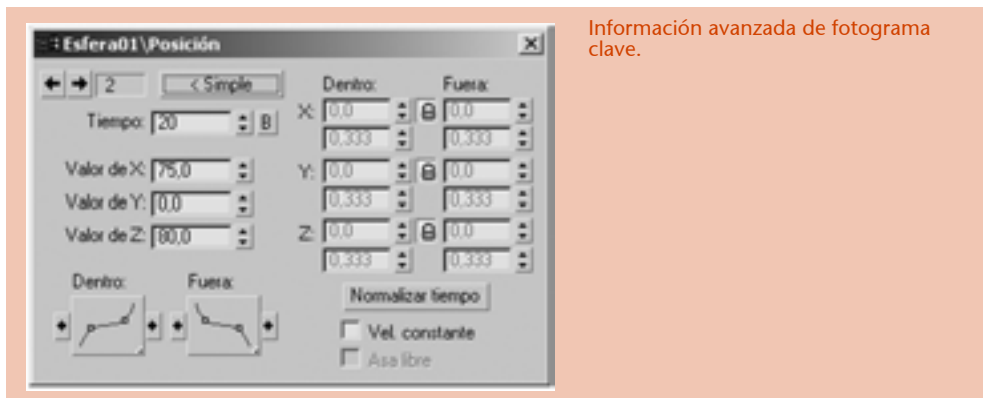 Esfera01\Posición
2
< Simple
Tiempo: 20 B
Valor de X: 75,0
Valor de Y: 0,0
Valor de Z: 80,0
Dentro: Fuera:
Dentro: Fuera:
X: 0,0 0,0
0,333 0,333
Y: 0,0 0,0
0,333 0,333
Z: 0,0 0,0
0,333 0,333
Normalizar tiempo
Vel. constante
Asa libre
Información avanzada de fotograma
clave.